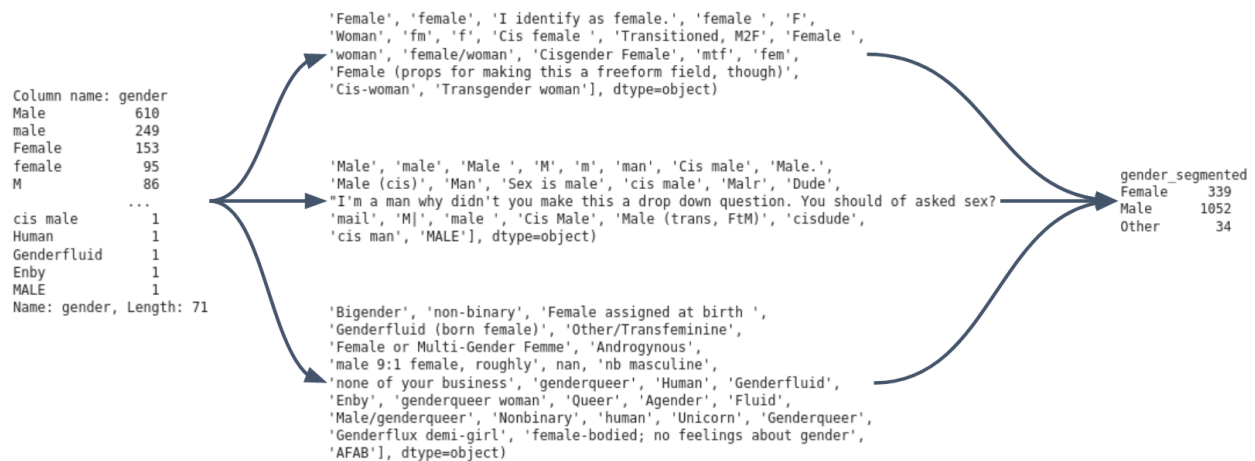 Column name: gender
Male 610
male 249
Female 153
female 95
M 86
...
cis male 1
Human 1
Genderfluid 1
Enby 1
MALE 1
Name: gender, Length: 71
'Female', 'female', 'I identify as female.', 'female ', 'F',
'Woman', 'fm', 'f', 'Cis female ', 'Transitioned, M2F', 'Female ',
'woman', 'female/woman', 'Cisgender Female', 'mtf', 'fem',
'Female (props for making this a freeform field, though)',
'Cis-woman', 'Transgender woman'], dtype=object)
'Male', 'male', 'Male ', 'M', 'm', 'man', 'Cis male', 'Male.',
'Male (cis)', 'Man', 'Sex is male', 'cis male', 'Malr', 'Dude',
"I'm a man why didn't you make this a drop down question. You should of asked sex?
'mail', 'M|', 'male ', 'Cis Male', 'Male (trans, FtM)', 'cisdude',
'cis man', 'MALE'], dtype=object)
'Bigender', 'non-binary', 'Female assigned at birth ',
'Genderfluid (born female)', 'Other/Transfeminine',
'Female or Multi-Gender Femme', 'Androgynous',
'male 9:1 female, roughly', nan, 'nb masculine',
'none of your business', 'genderqueer', 'Human', 'Genderfluid',
'Enby', 'genderqueer woman', 'Queer', 'Agender', 'Fluid',
'Male/genderqueer', 'Nonbinary', 'human', 'Unicorn', 'Genderqueer',
'Genderflux demi-girl', 'female-bodied; no feelings about gender',
'AFAB'], dtype=object)
gender_segmented
Female 339
Male 1052
Other 34